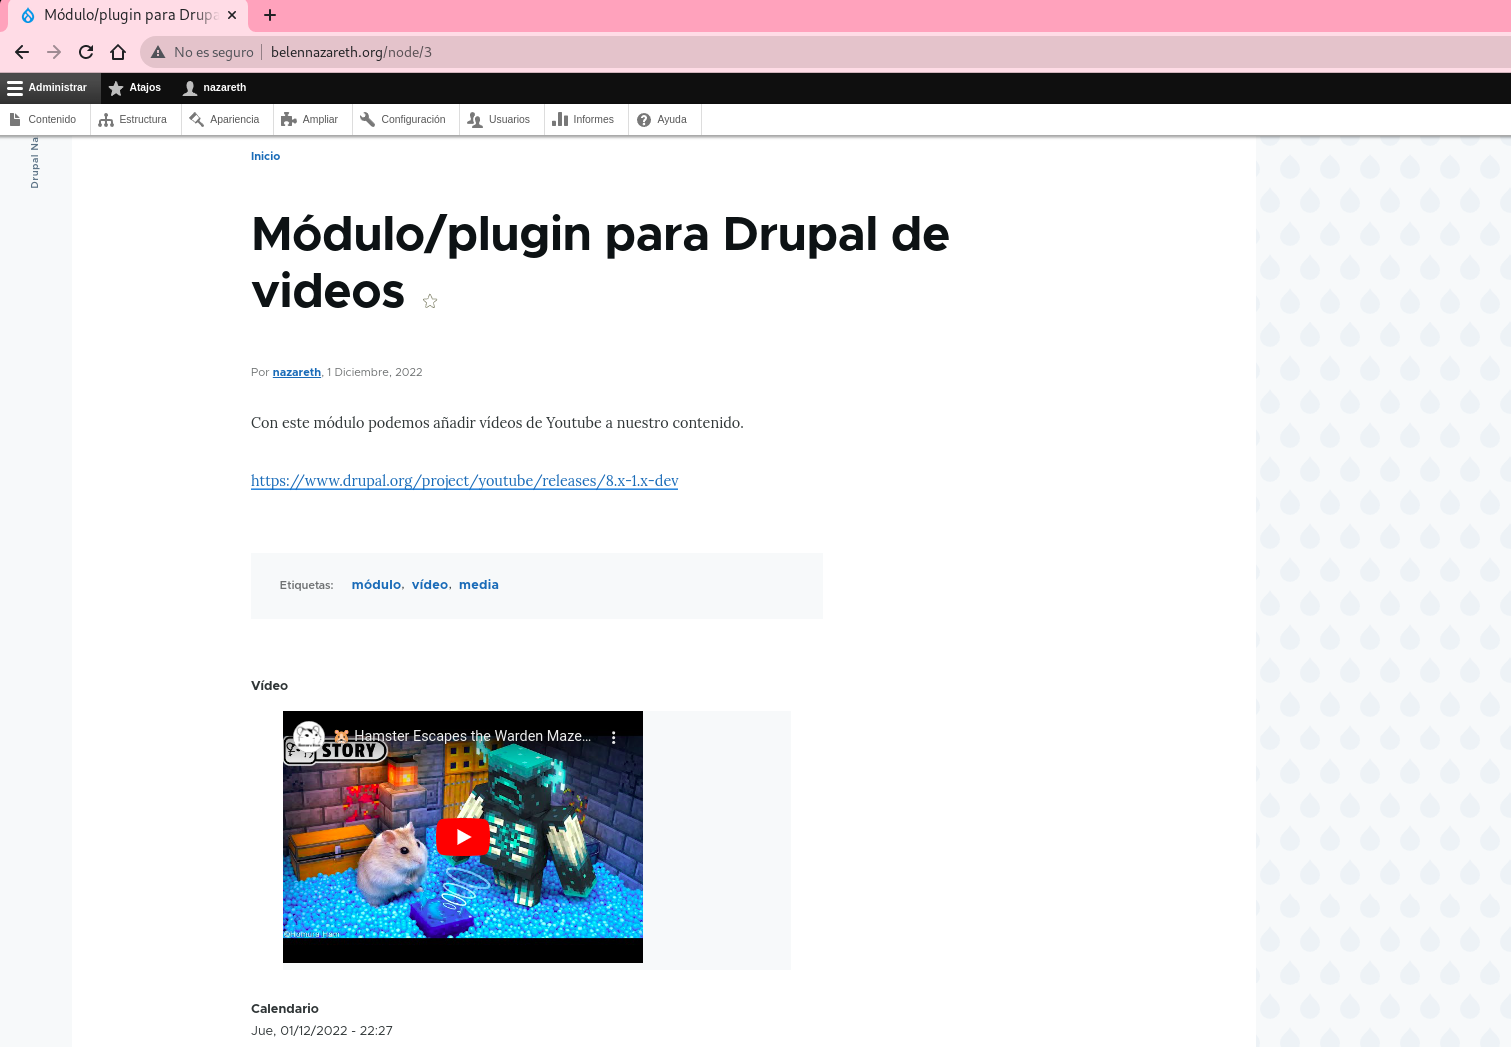 Módulo/plugin para Drupa
No es seguro belennazareth.org/node/3
Administrar Atajos nazareth
Contenido Estructura Apariencia Ampliar Configuración Usuarios Informes Ayuda
Drupal Na
Inicio
Módulo/plugin para Drupal de
videos
Por nazareth, 1 Diciembre, 2022
Con este módulo podemos añadir vídeos de Youtube a nuestro contenido.
https://www.drupal.org/project/youtube/releases/8.x-1.x-dev
Etiquetas: módulo, vídeo, media
Vídeo
🐹 Hamster Escapes the Warden Maze...
STORY
Calendario
Jue, 01/12/2022 - 22:27